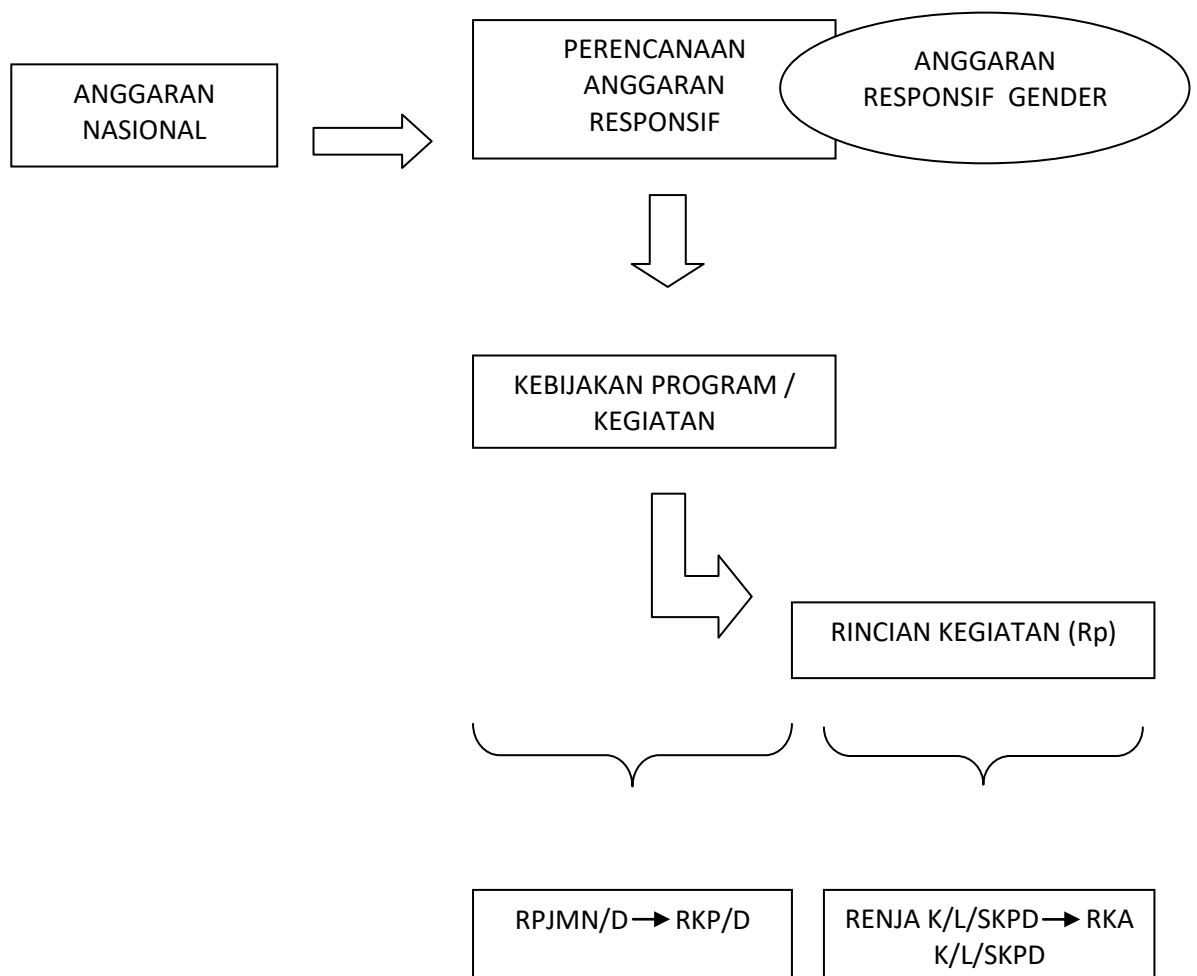 ANGGARAN
NASIONAL
PERENCANAAN
ANGGARAN
RESPONSIF
ANGGARAN
RESPONSIF GENDER
KEBIJAKAN PROGRAM /
KEGIATAN
RINCIAN KEGIATAN (Rp)
RPJMN/D → RKP/D
RENJA K/L/SKPD → RKA
K/L/SKPD